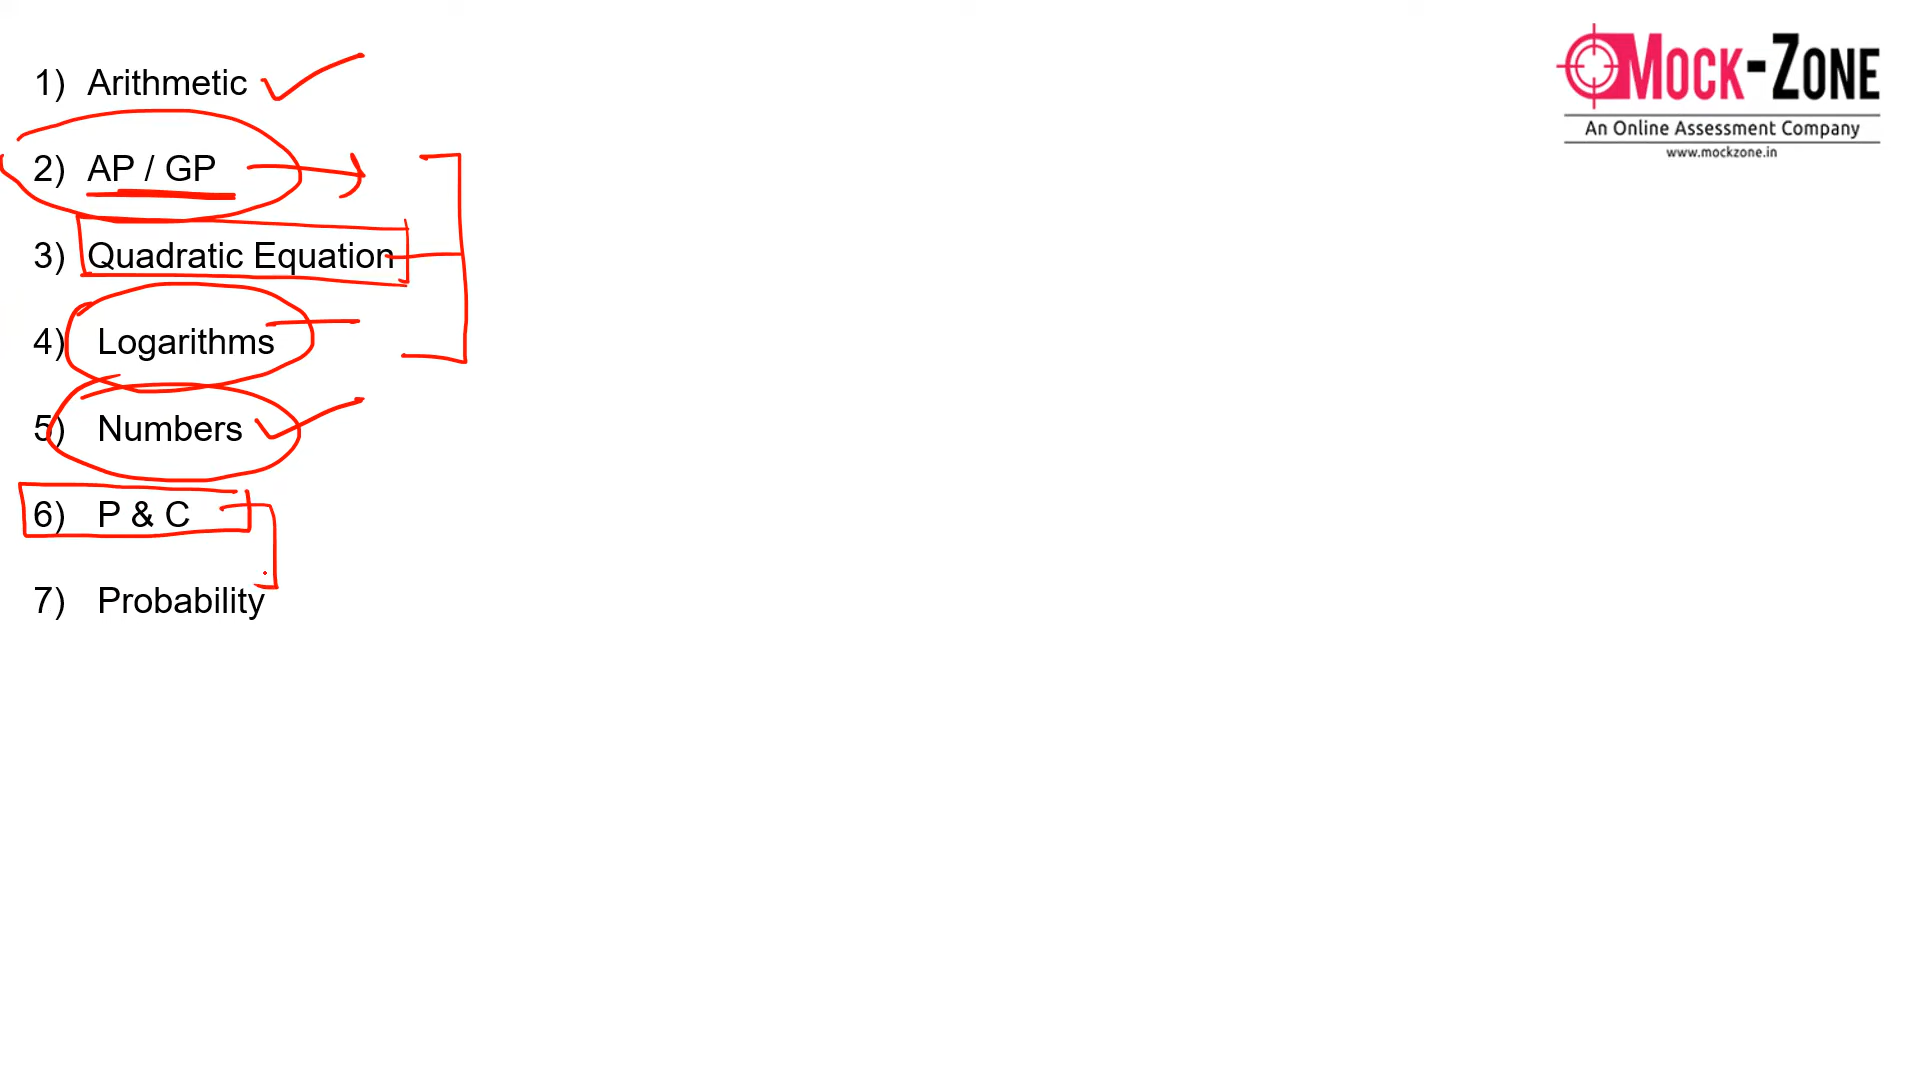 MOCK-ZONE
An Online Assessment Company
www.mockzone.in
1) Arithmetic
2) AP / GP
3) Quadratic Equation
4) Logarithms
5) Numbers
6) P & C
7) Probability